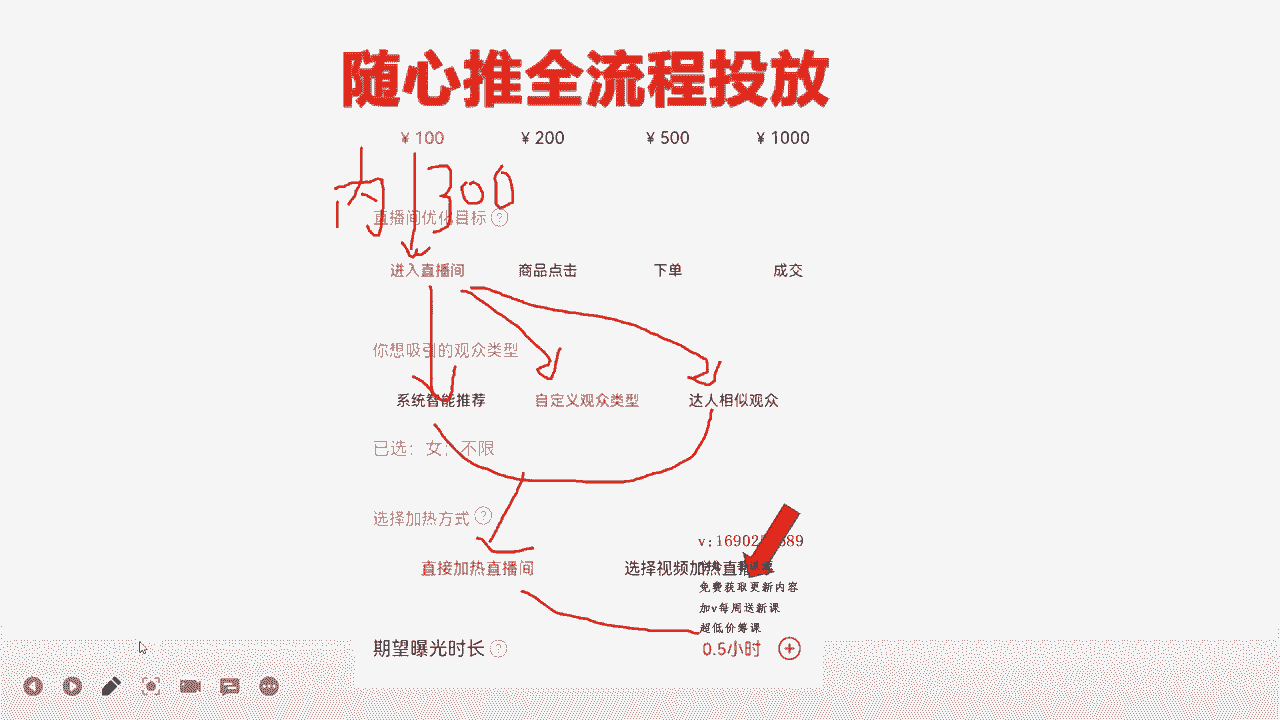 随心推全流程投放
¥ 100 ¥ 200 ¥ 500 ¥ 1000
内 300
直播间优化目标 ?
进入直播间 商品点击 下单 成交
你想吸引的观众类型
系统智能推荐 自定义观众类型 达人相似观众
已选：女；不限
选择加热方式 ?
直接加热直播间 选择视频加热直播
免费获取更新内容
加v每周送新课
超低价筹课
期望曝光时长 ? 0.5小时